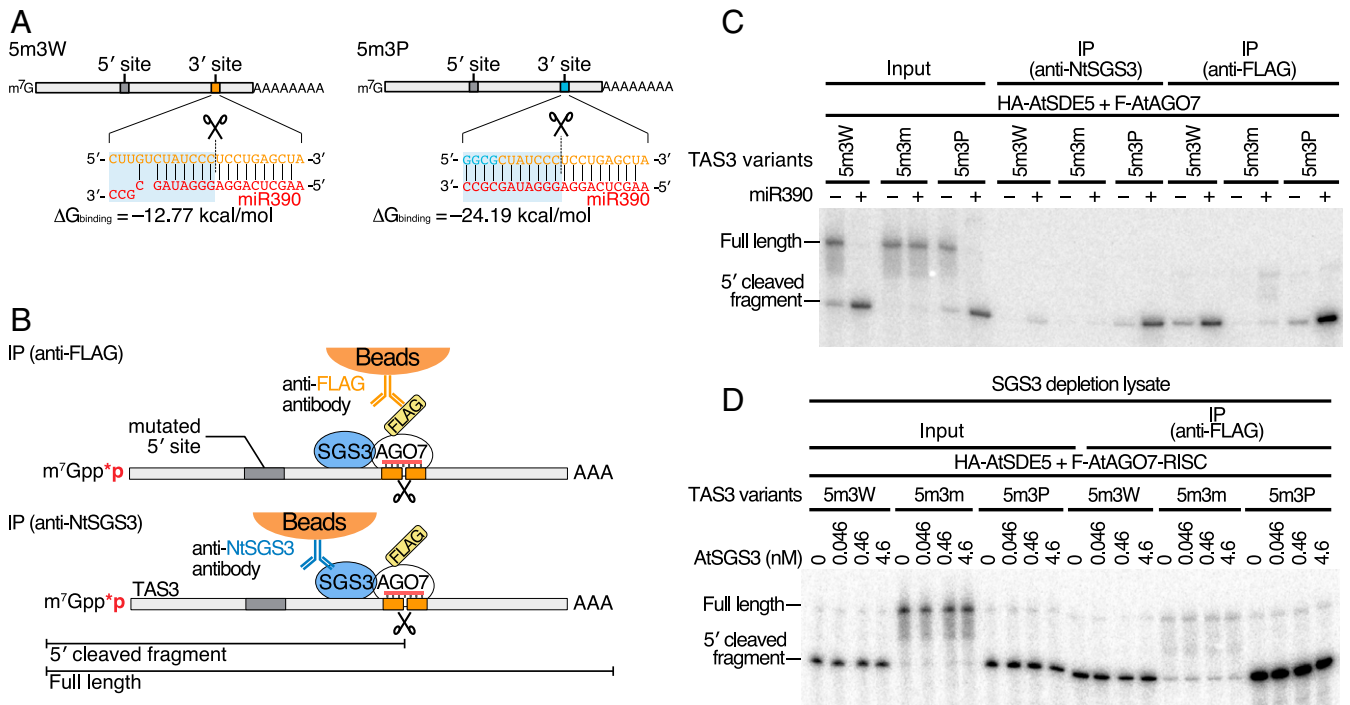 A
5m3W
5′ site
3′ site
m⁷G
AAAAAAAA
5′- CUUGUCUAUCCCUCCUGAGCUA -3′
3′- CCG C GAUAGGGAGGACUCGAA -5′
miR390
ΔGbinding = −12.77 kcal/mol
5m3P
5′ site
3′ site
m⁷G
AAAAAAAA
5′- GGCGCUAUCCCUCCUGAGCUA -3′
3′- CCGCGAUAGGGAGGACUCGAA -5′
miR390
ΔGbinding = −24.19 kcal/mol
B
IP (anti-FLAG)
Beads
anti-FLAG
antibody
FLAG
mutated
5′ site
SGS3
AGO7
m⁷Gpp*p
AAA
IP (anti-NtSGS3)
Beads
anti-NtSGS3
antibody
FLAG
SGS3
AGO7
TAS3
m⁷Gpp*p
AAA
5′ cleaved fragment
Full length
C
Input
IP
(anti-NtSGS3)
IP
(anti-FLAG)
HA-AtSDE5 + F-AtAGO7
TAS3 variants 5m3W 5m3m 5m3P 5m3W 5m3m 5m3P 5m3W 5m3m 5m3P
miR390 − + − + − + − + − + − + − + − + − +
Full length
5′ cleaved
fragment
D
SGS3 depletion lysate
Input
IP
(anti-FLAG)
HA-AtSDE5 + F-AtAGO7-RISC
TAS3 variants 5m3W 5m3m 5m3P 5m3W 5m3m 5m3P
AtSGS3 (nM) 0 0.046 0.46 4.6 0 0.046 0.46 4.6 0 0.046 0.46 4.6 0 0.046 0.46 4.6 0 0.046 0.46 4.6 0 0.046 0.46 4.6
Full length
5′ cleaved
fragment